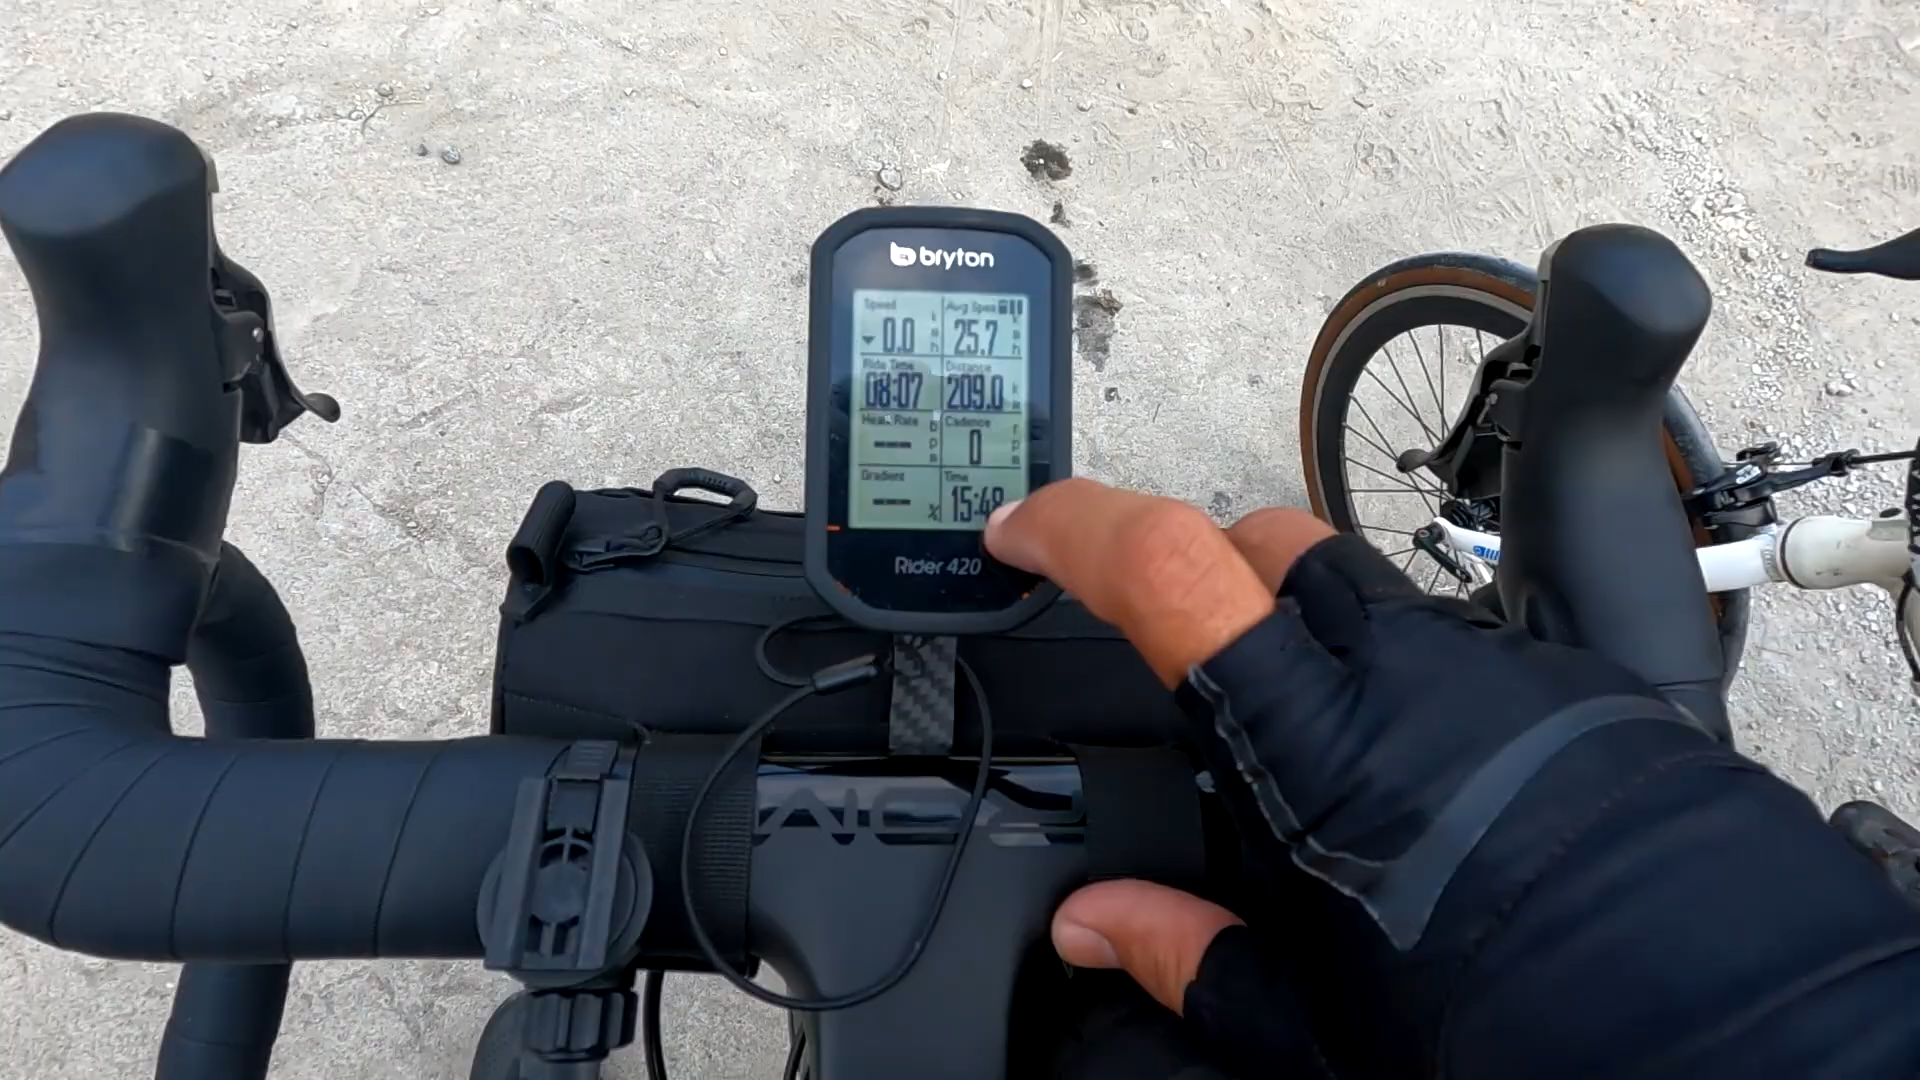 bryton
Speed
Avg Spee
0.0
25.7
Ride Time
Distance
08:07
209.0
Heart Rate
Cadence
0
Gradient
Time
%
15:48
Rider 420